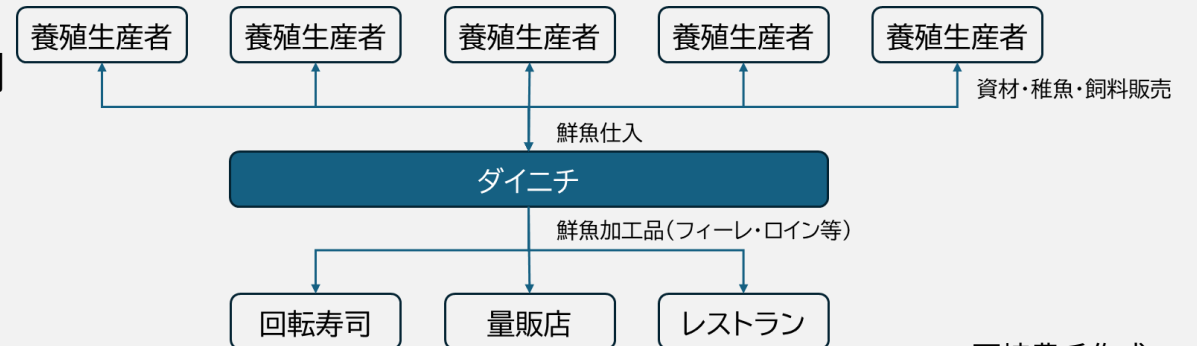 養殖生産者 養殖生産者 養殖生産者 養殖生産者 養殖生産者
資材・稚魚・飼料販売
鮮魚仕入
ダイニチ
鮮魚加工品(フィーレ・ロイン等)
回転寿司 量販店 レストラン